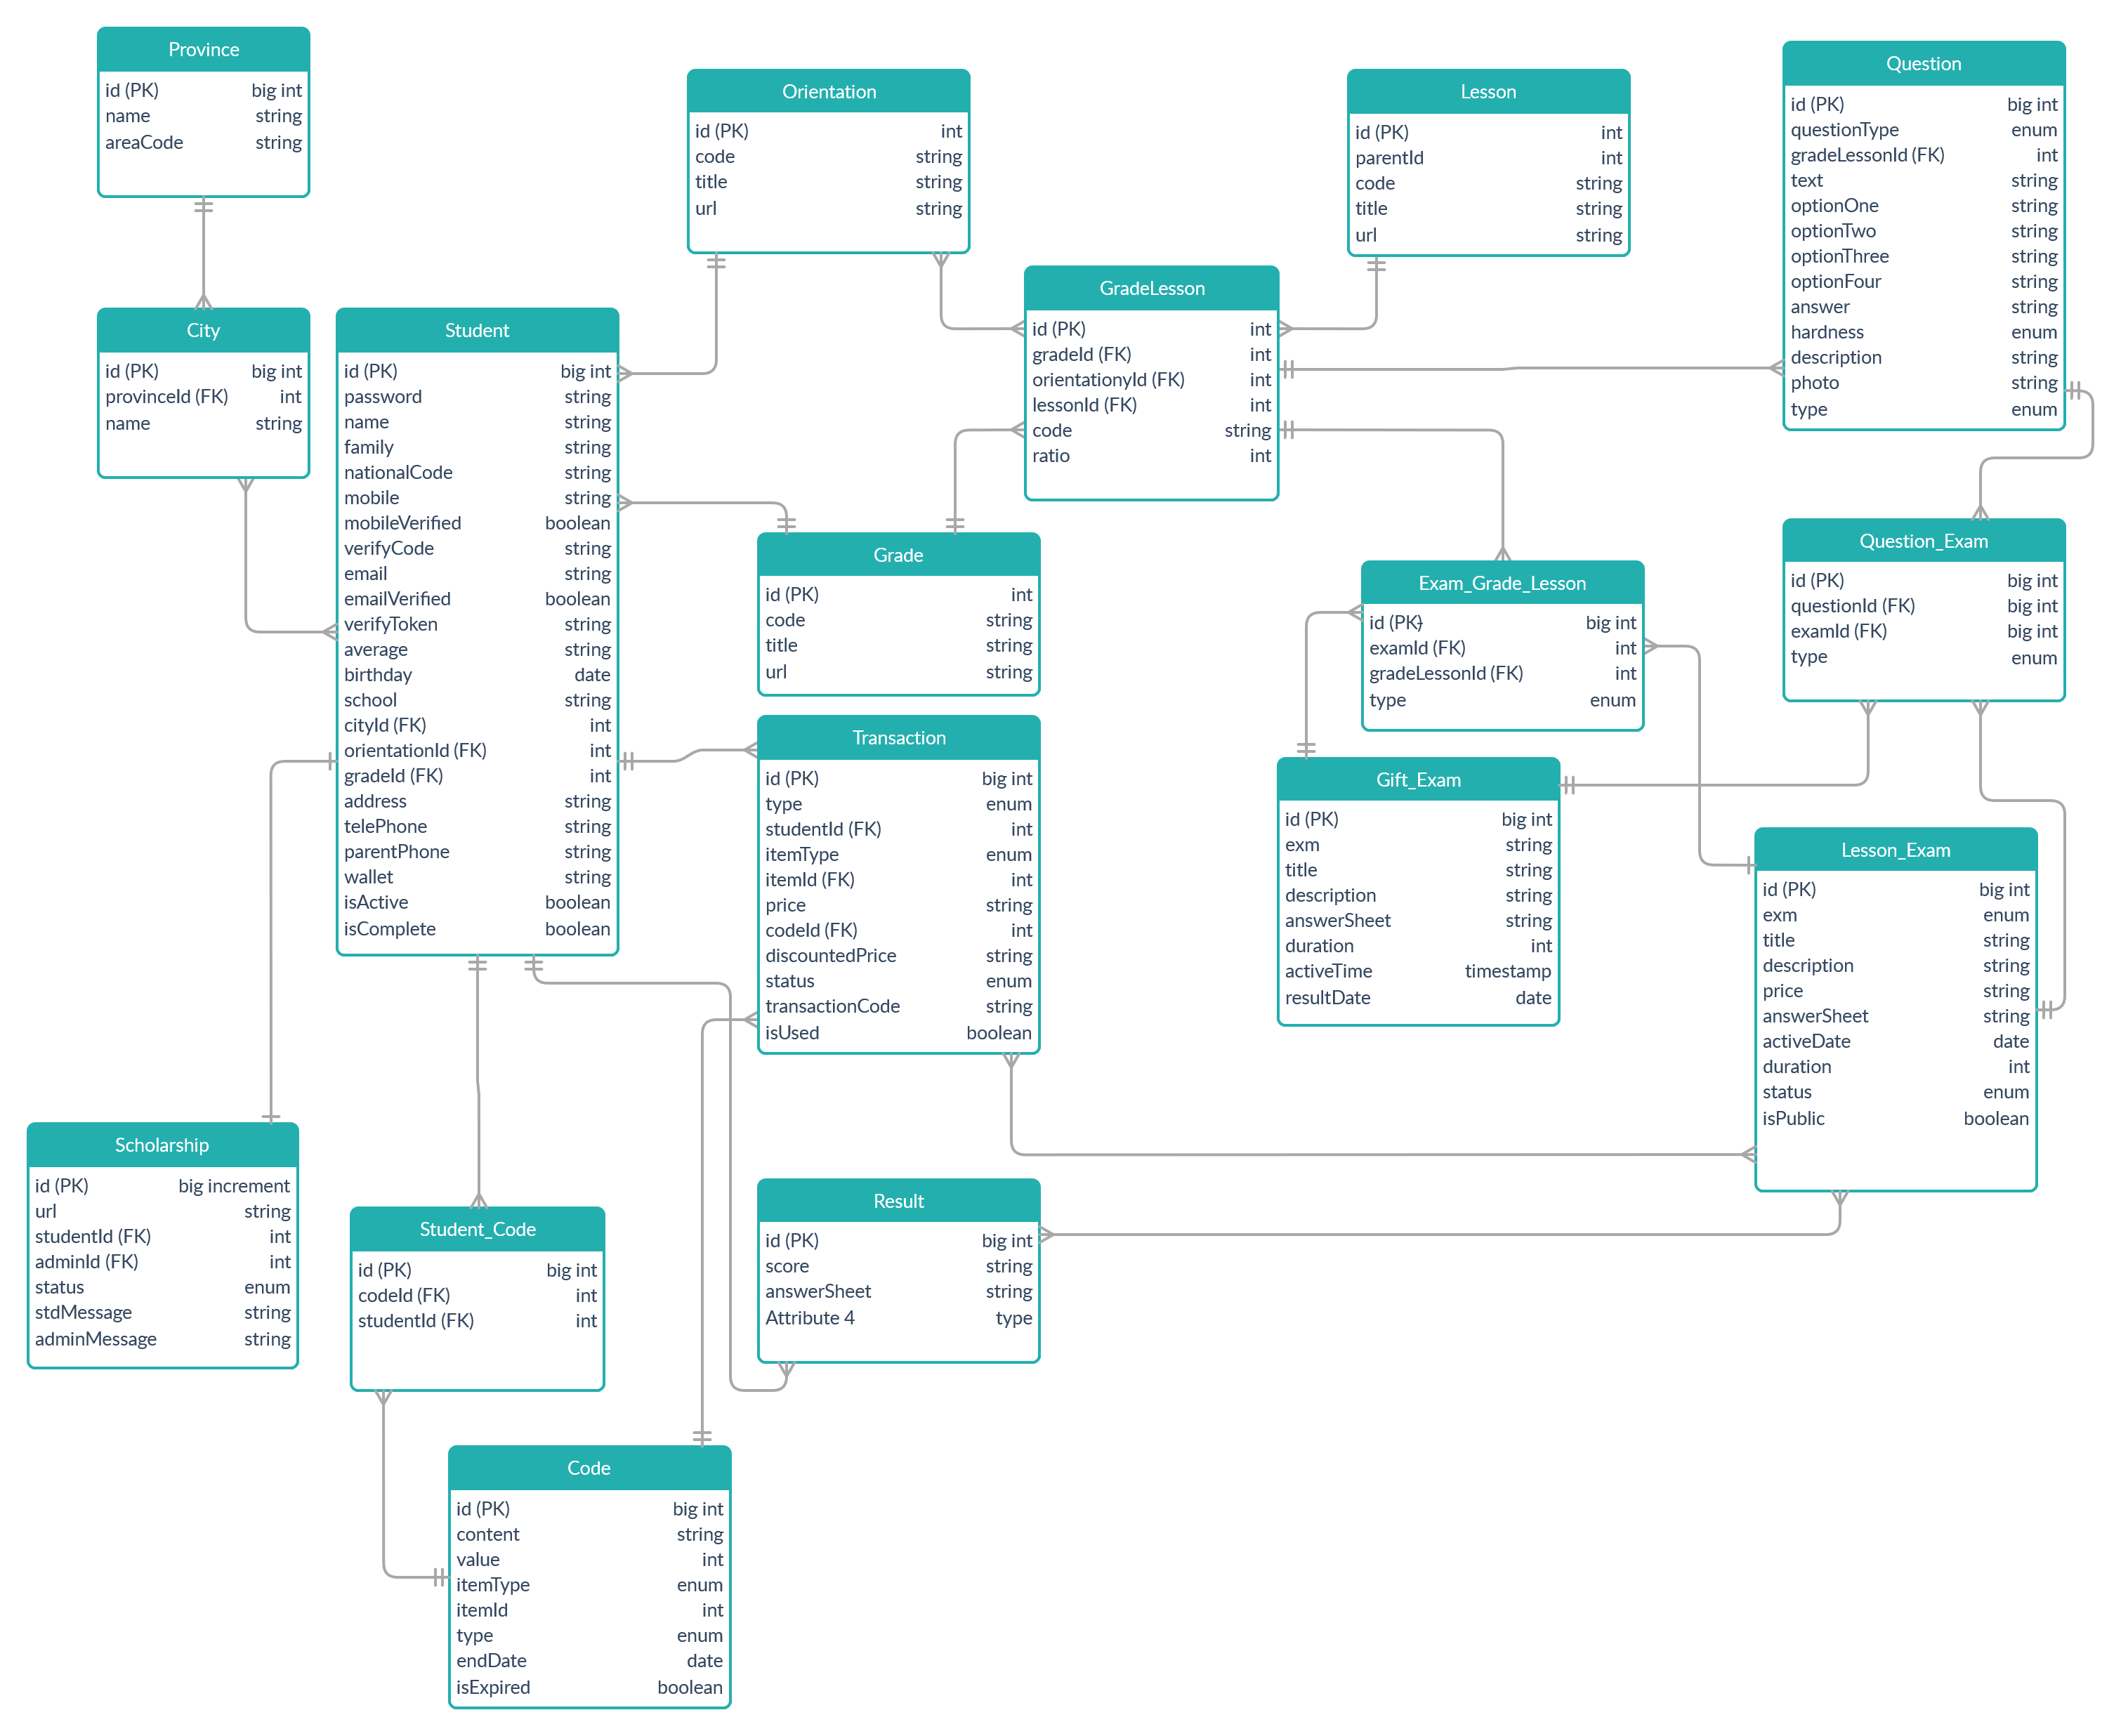 Province
id (PK) big int
name string
areaCode string
City
id (PK) big int
provinceId (FK) int
name string
Student
id (PK) big int
password string
name string
family string
nationalCode string
mobile string
mobileVerified boolean
verifyCode string
email string
emailVerified boolean
verifyToken string
average string
birthday date
school string
cityId (FK) int
orientationId (FK) int
gradeId (FK) int
address string
telePhone string
parentPhone string
wallet string
isActive boolean
isComplete boolean
Orientation
id (PK) int
code string
title string
url string
GradeLesson
id (PK) int
gradeId (FK) int
orientationyId (FK) int
lessonId (FK) int
code string
ratio int
Lesson
id (PK) int
parentId int
code string
title string
url string
Question
id (PK) big int
questionType enum
gradeLessonId (FK) int
text string
optionOne string
optionTwo string
optionThree string
optionFour string
answer string
hardness enum
description string
photo string
type enum
Grade
id (PK) int
code string
title string
url string
Exam_Grade_Lesson
id (PK) big int
examId (FK) int
gradeLessonId (FK) int
type enum
Question_Exam
id (PK) big int
questionId (FK) big int
examId (FK) big int
type enum
Transaction
id (PK) big int
type enum
studentId (FK) int
itemType enum
itemId (FK) int
price string
codeId (FK) int
discountedPrice string
status enum
transactionCode string
isUsed boolean
Gift_Exam
id (PK) big int
exm string
title string
description string
answerSheet string
duration int
activeTime timestamp
resultDate date
Lesson_Exam
id (PK) big int
exm enum
title string
description string
price string
answerSheet string
activeDate date
duration int
status enum
isPublic boolean
Scholarship
id (PK) big increment
url string
studentId (FK) int
adminId (FK) int
status enum
stdMessage string
adminMessage string
Student_Code
id (PK) big int
codeId (FK) int
studentId (FK) int
Result
id (PK) big int
score string
answerSheet string
Attribute 4 type
Code
id (PK) big int
content string
value int
itemType enum
itemId int
type enum
endDate date
isExpired boolean